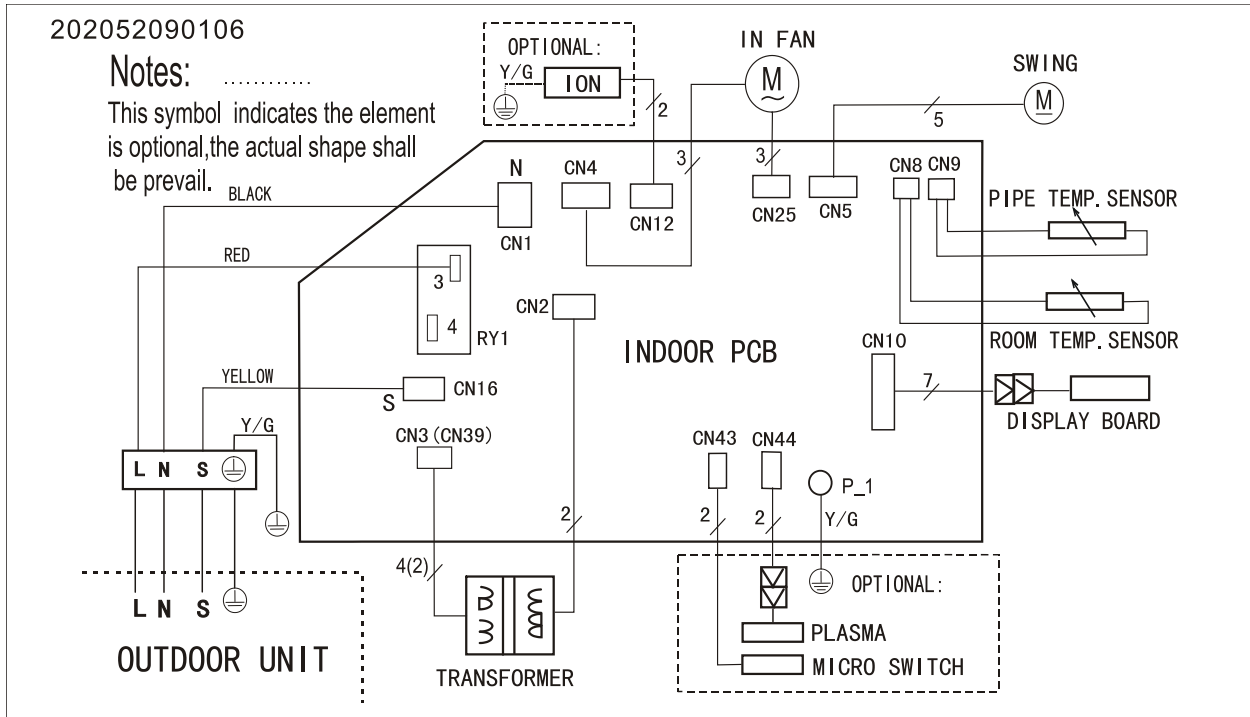 202052090106
Notes: ............
This symbol indicates the element
is optional,the actual shape shall
be prevail.
OPTIONAL:
Y/G
ION
2
IN FAN
M
~
SWING
M
5
3
3
N
CN1
CN4
CN12
CN25
CN5
CN8
CN9
PIPE TEMP.SENSOR
BLACK
RED
3
4
RY1
CN2
INDOOR PCB
ROOM TEMP.SENSOR
CN10
7
DISPLAY BOARD
YELLOW
S
CN16
Y/G
CN3(CN39)
CN43
CN44
P_1
L N S
2
2
2
Y/G
4(2)
OPTIONAL:
L N S
PLASMA
OUTDOOR UNIT
MICRO SWITCH
TRANSFORMER